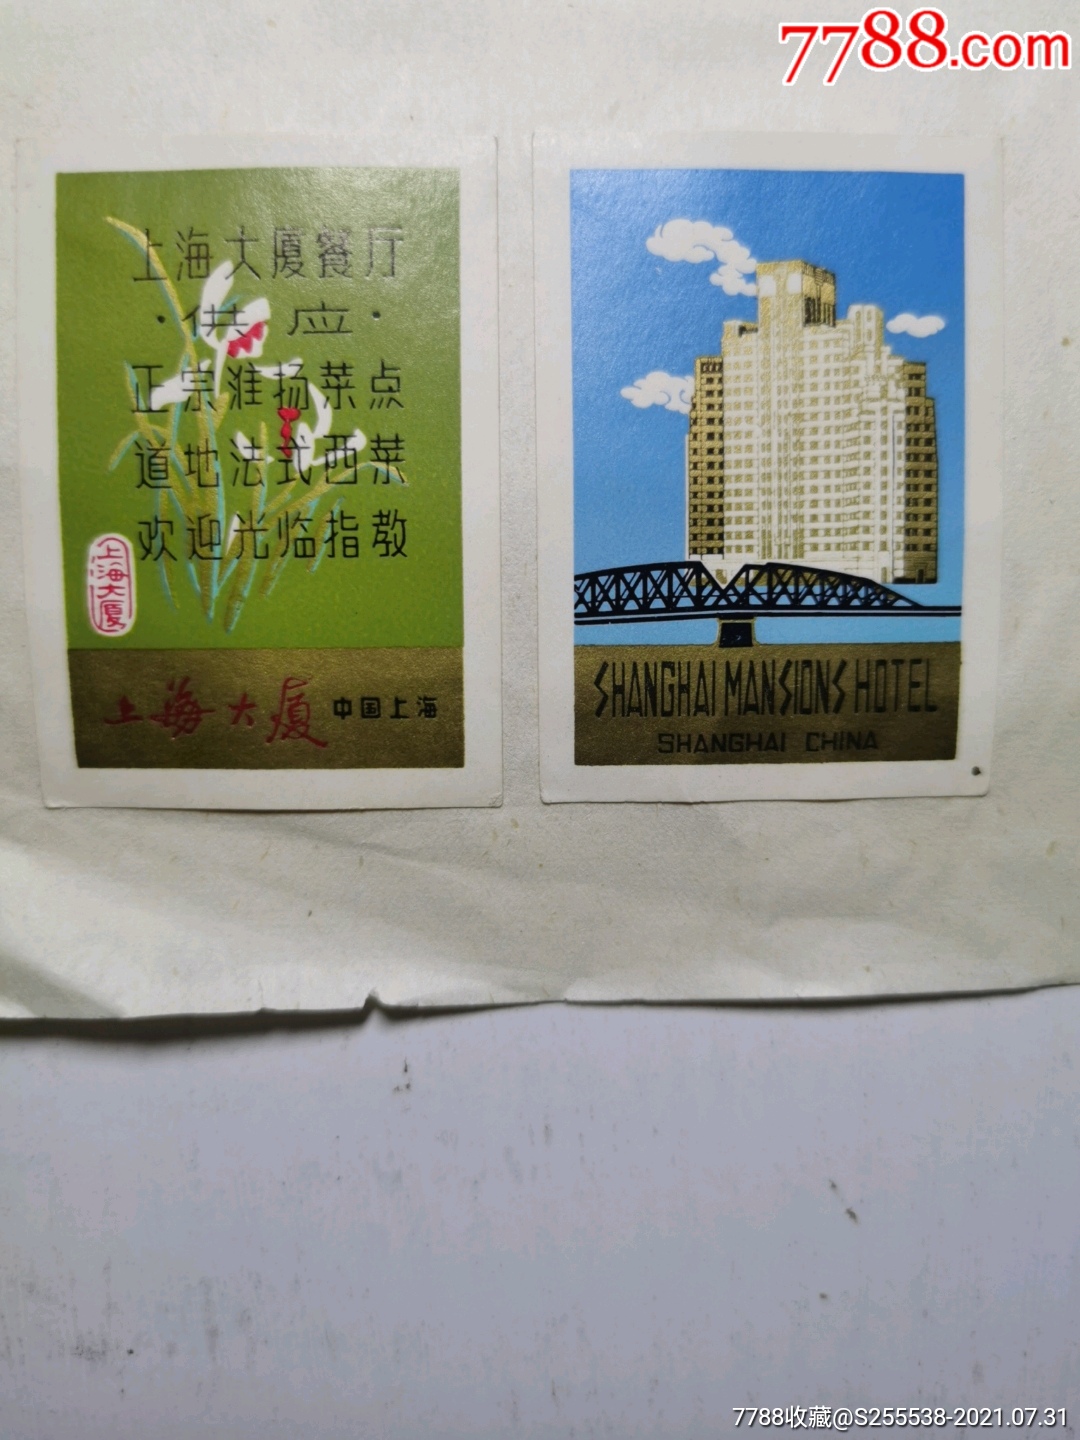 7788.com
上海大厦餐厅
·供应·
正宗淮扬菜点
道地法式西菜
欢迎光临指教
上海大厦
上海大厦 中国上海
SHANGHAI MANSIONS HOTEL
SHANGHAI CHINA
7788收藏@S255538-2021.07.31